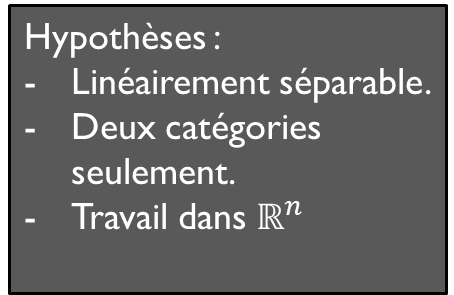 Hypothèses :
- Linéairement séparable.
- Deux catégories
seulement.
- Travail dans ℝⁿ